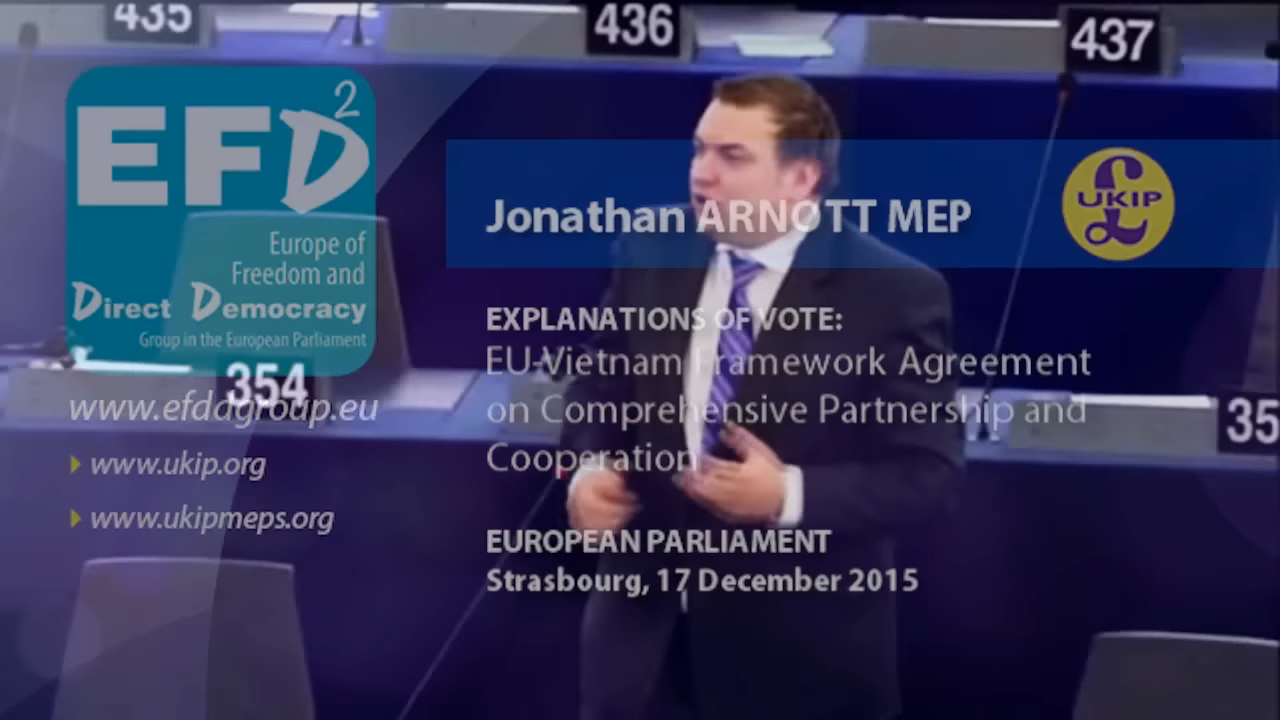 435
436
437
EFD2
Europe of
Freedom and
Direct Democracy
Group in the European Parliament
354
www.efddgroup.eu
www.ukip.org
www.ukipmeps.org
Jonathan ARNOTT MEP
£
UKIP
EXPLANATIONS OF VOTE:
EU-Vietnam Framework Agreement
on Comprehensive Partnership and
Cooperation
35
EUROPEAN PARLIAMENT
Strasbourg, 17 December 2015